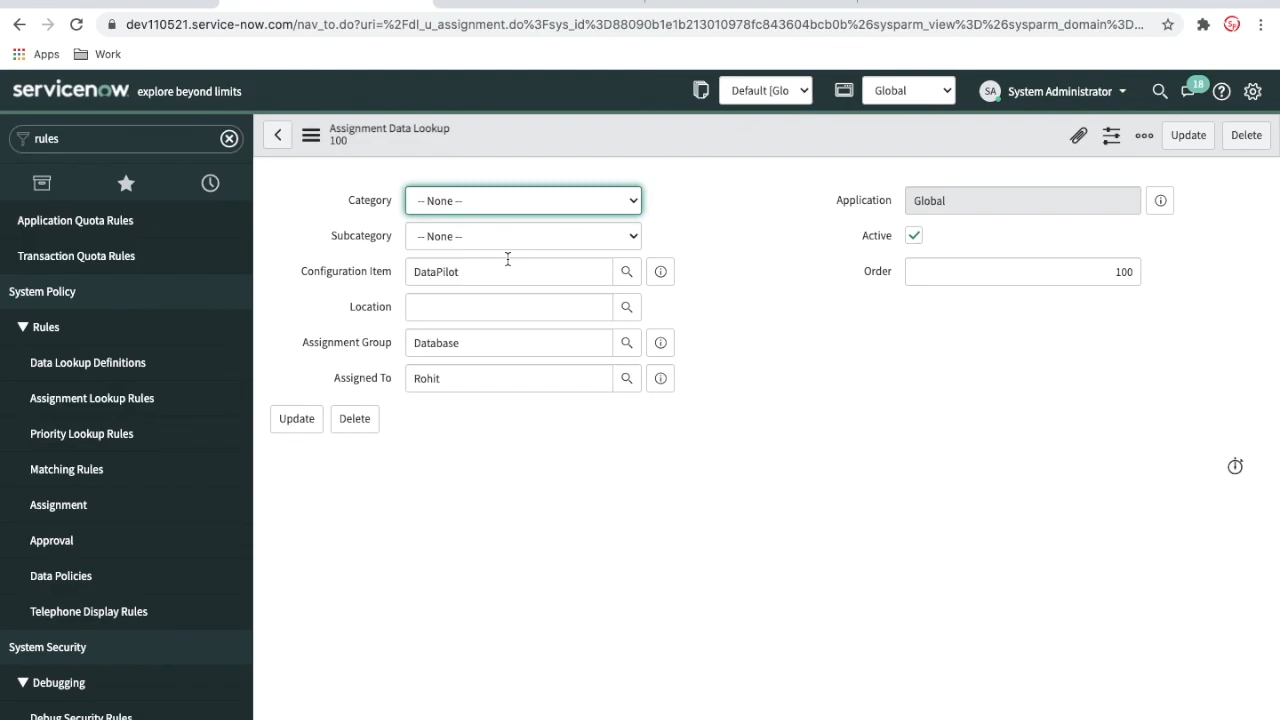 dev110521.service-now.com/nav_to.do?uri=%2Fdl_u_assignment.do%3Fsys_id%3D88090b1e1b213010978fc843604bcb0b%26sysparm_view%3D%26sysparm_domain%3D...
Apps Work
servicenow explore beyond limits
Default [Glo
Global
SA System Administrator
18
rules
Assignment Data Lookup
100
Update Delete
Application Quota Rules
Transaction Quota Rules
System Policy
Rules
Data Lookup Definitions
Assignment Lookup Rules
Priority Lookup Rules
Matching Rules
Assignment
Approval
Data Policies
Telephone Display Rules
System Security
Debugging
Debug Security Rules
Category -- None --
Subcategory -- None --
Configuration Item DataPilot
Location
Assignment Group Database
Assigned To Rohit
Application Global
Active
Order 100
Update Delete